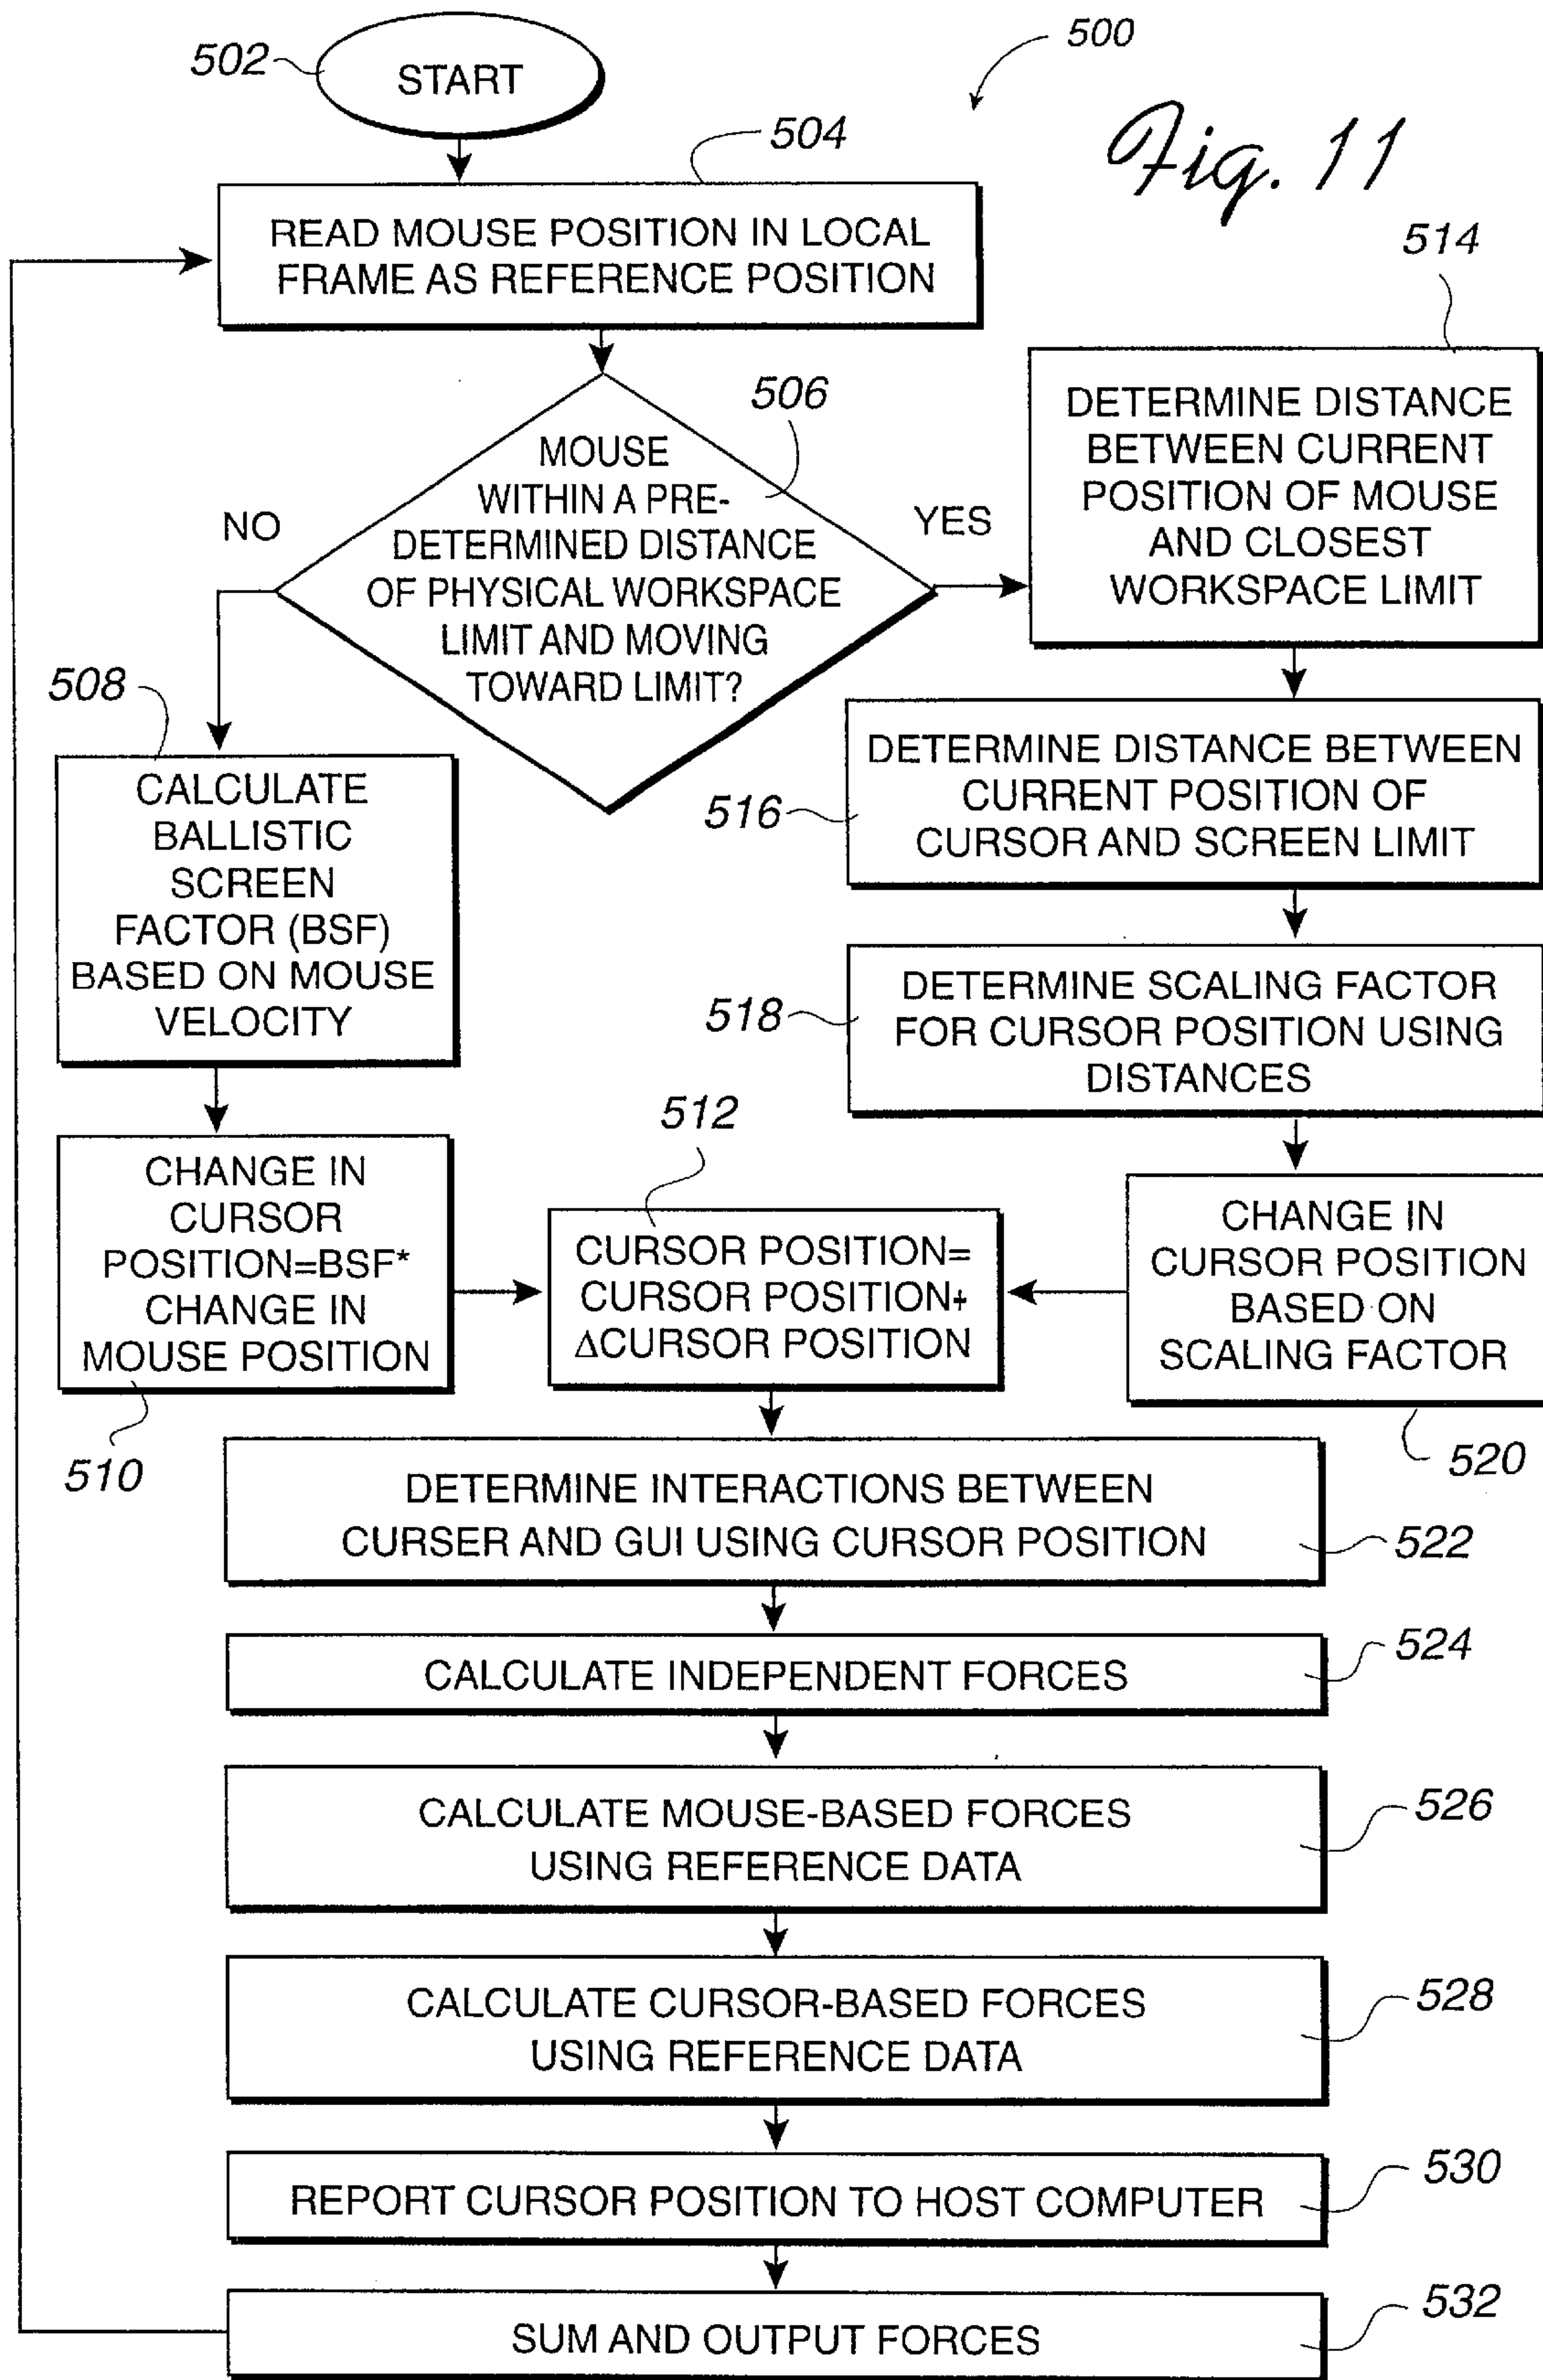 502
START
500
Fig. 11
504
READ MOUSE POSITION IN LOCAL
FRAME AS REFERENCE POSITION
506
MOUSE
WITHIN A PRE-
DETERMINED DISTANCE
OF PHYSICAL WORKSPACE
LIMIT AND MOVING
TOWARD LIMIT?
NO
YES
514
DETERMINE DISTANCE
BETWEEN CURRENT
POSITION OF MOUSE
AND CLOSEST
WORKSPACE LIMIT
508
CALCULATE
BALLISTIC
SCREEN
FACTOR (BSF)
BASED ON MOUSE
VELOCITY
516
DETERMINE DISTANCE BETWEEN
CURRENT POSITION OF
CURSOR AND SCREEN LIMIT
518
DETERMINE SCALING FACTOR
FOR CURSOR POSITION USING
DISTANCES
510
CHANGE IN
CURSOR
POSITION=BSF*
CHANGE IN
MOUSE POSITION
512
CURSOR POSITION=
CURSOR POSITION+
ΔCURSOR POSITION
CHANGE IN
CURSOR POSITION
BASED ON
SCALING FACTOR
520
DETERMINE INTERACTIONS BETWEEN
CURSER AND GUI USING CURSOR POSITION
522
CALCULATE INDEPENDENT FORCES
524
CALCULATE MOUSE-BASED FORCES
USING REFERENCE DATA
526
CALCULATE CURSOR-BASED FORCES
USING REFERENCE DATA
528
REPORT CURSOR POSITION TO HOST COMPUTER
530
SUM AND OUTPUT FORCES
532